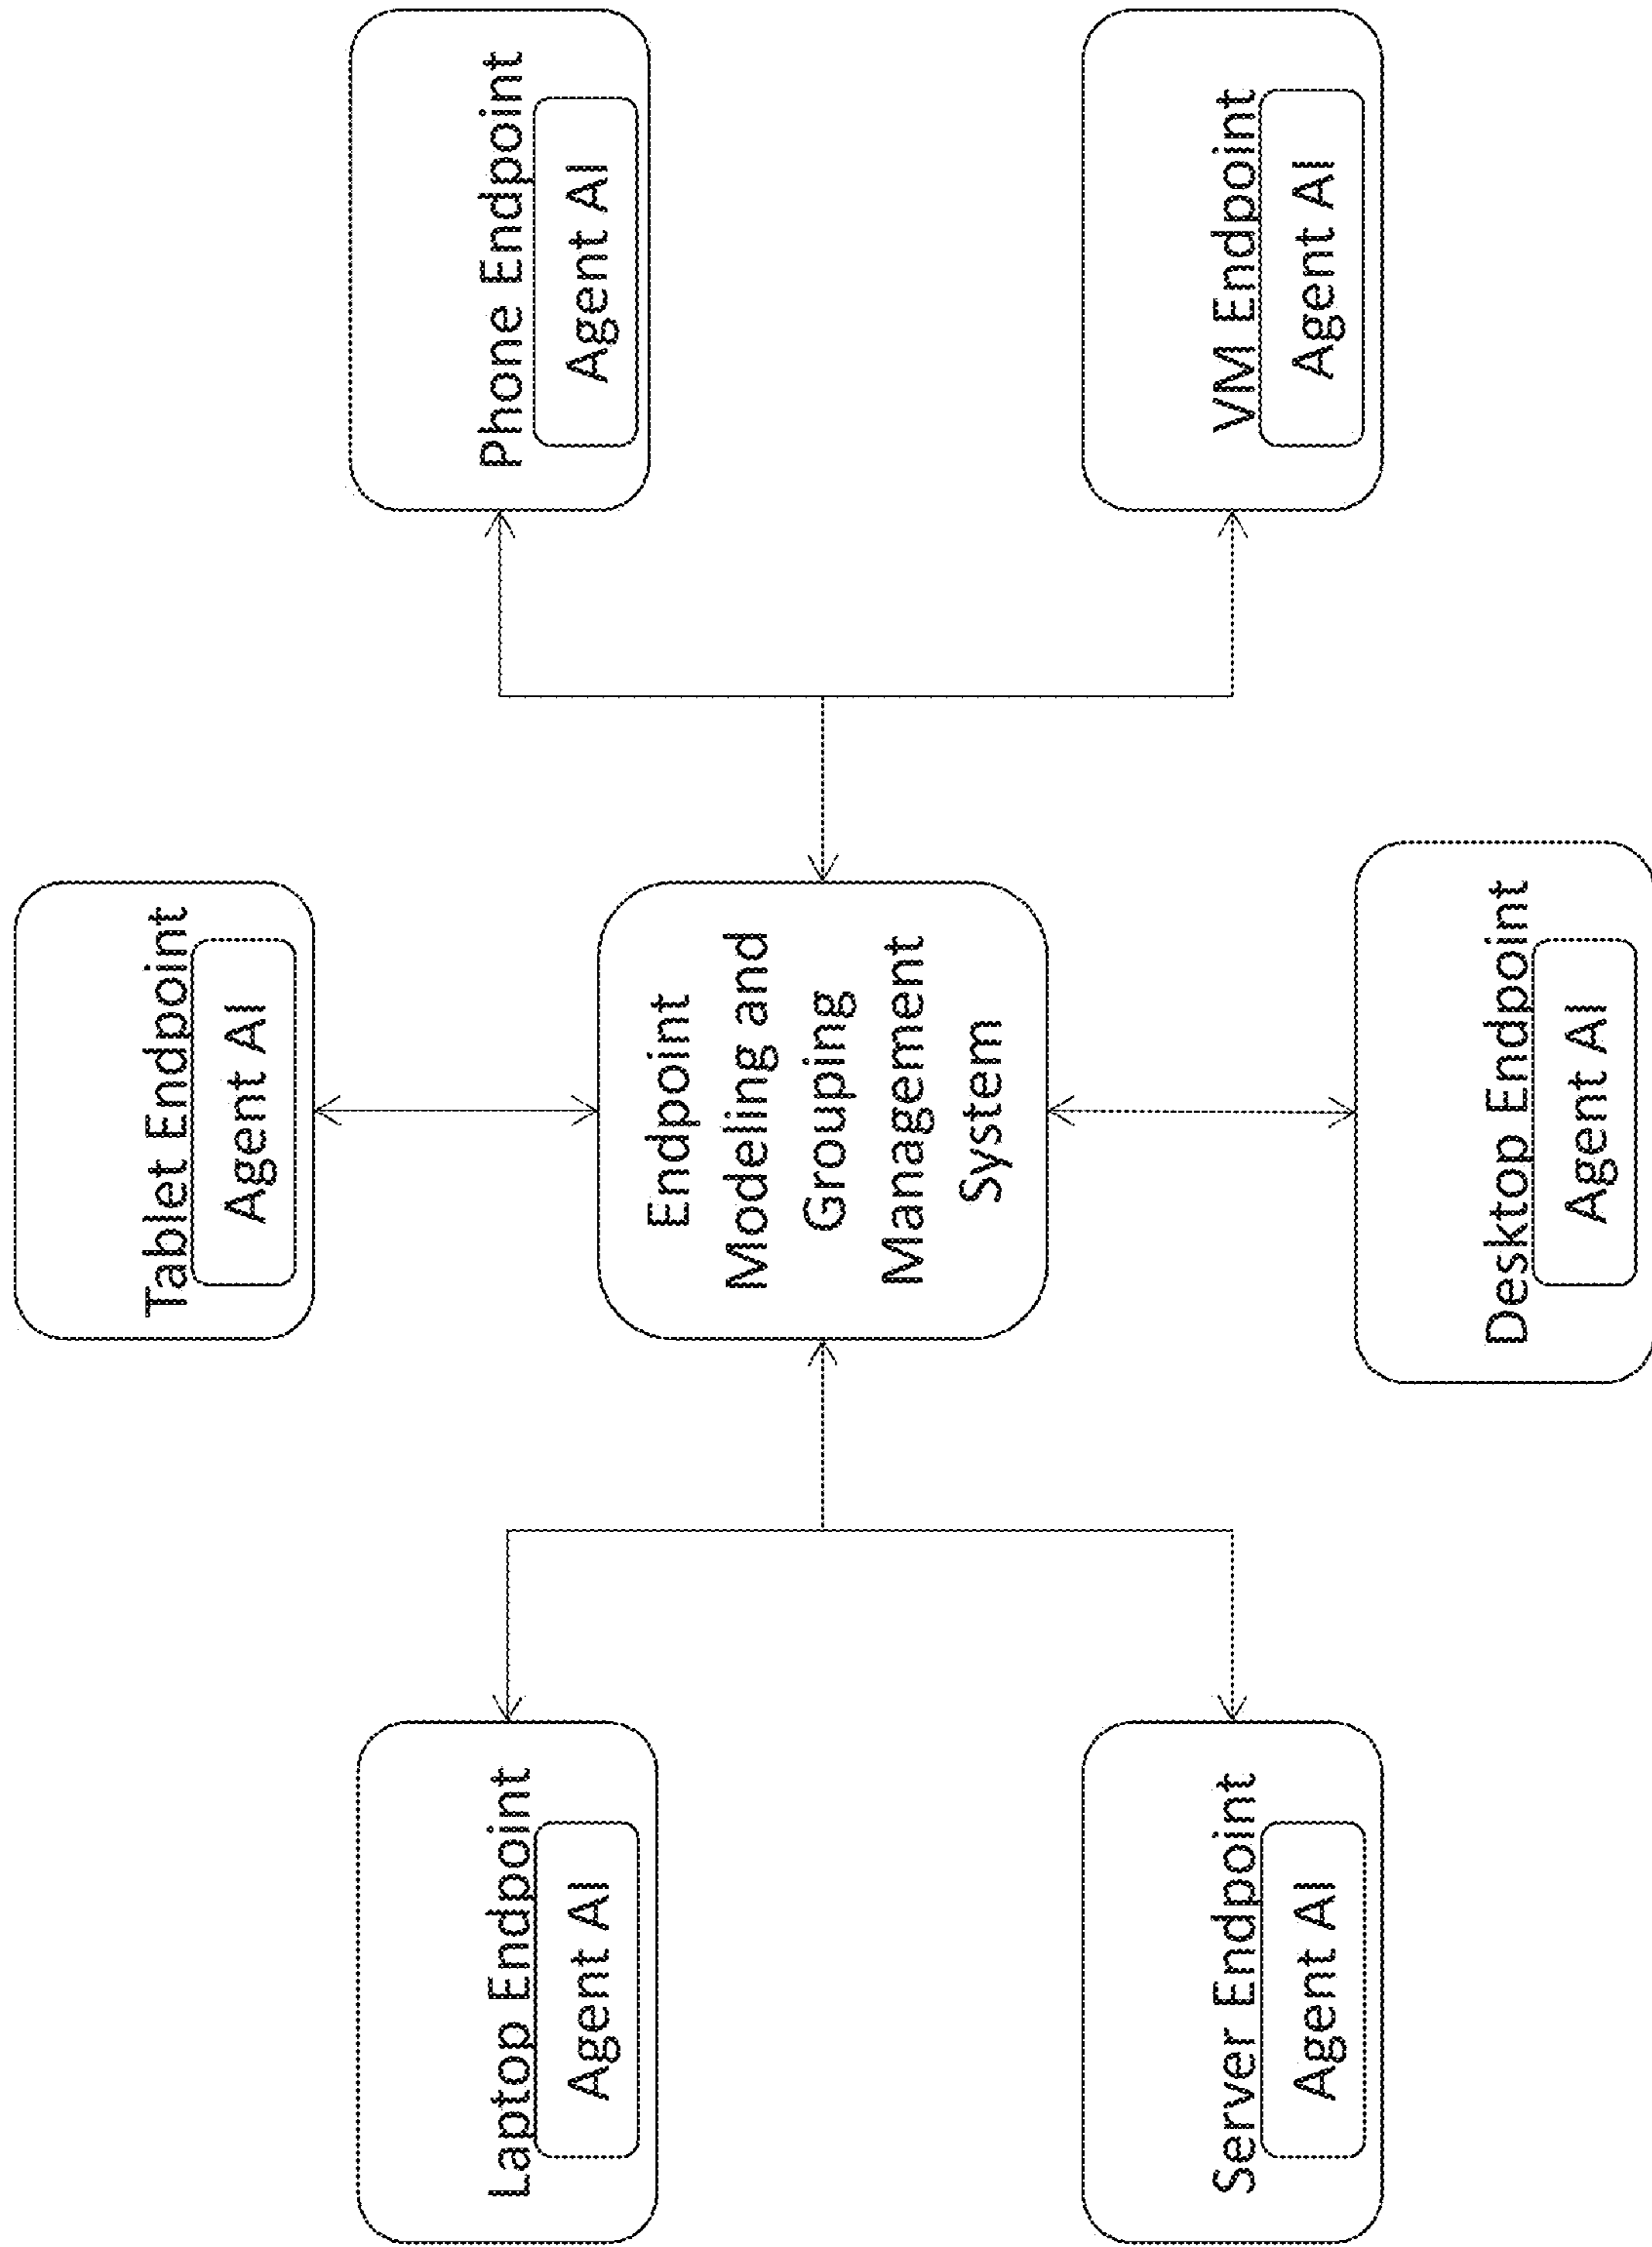 Tablet Endpoint
Agent AI
Laptop Endpoint
Agent AI
Phone Endpoint
Agent AI
Endpoint
Modeling and
Grouping
Management
System
Server Endpoint
Agent AI
VM Endpoint
Agent AI
Desktop Endpoint
Agent AI